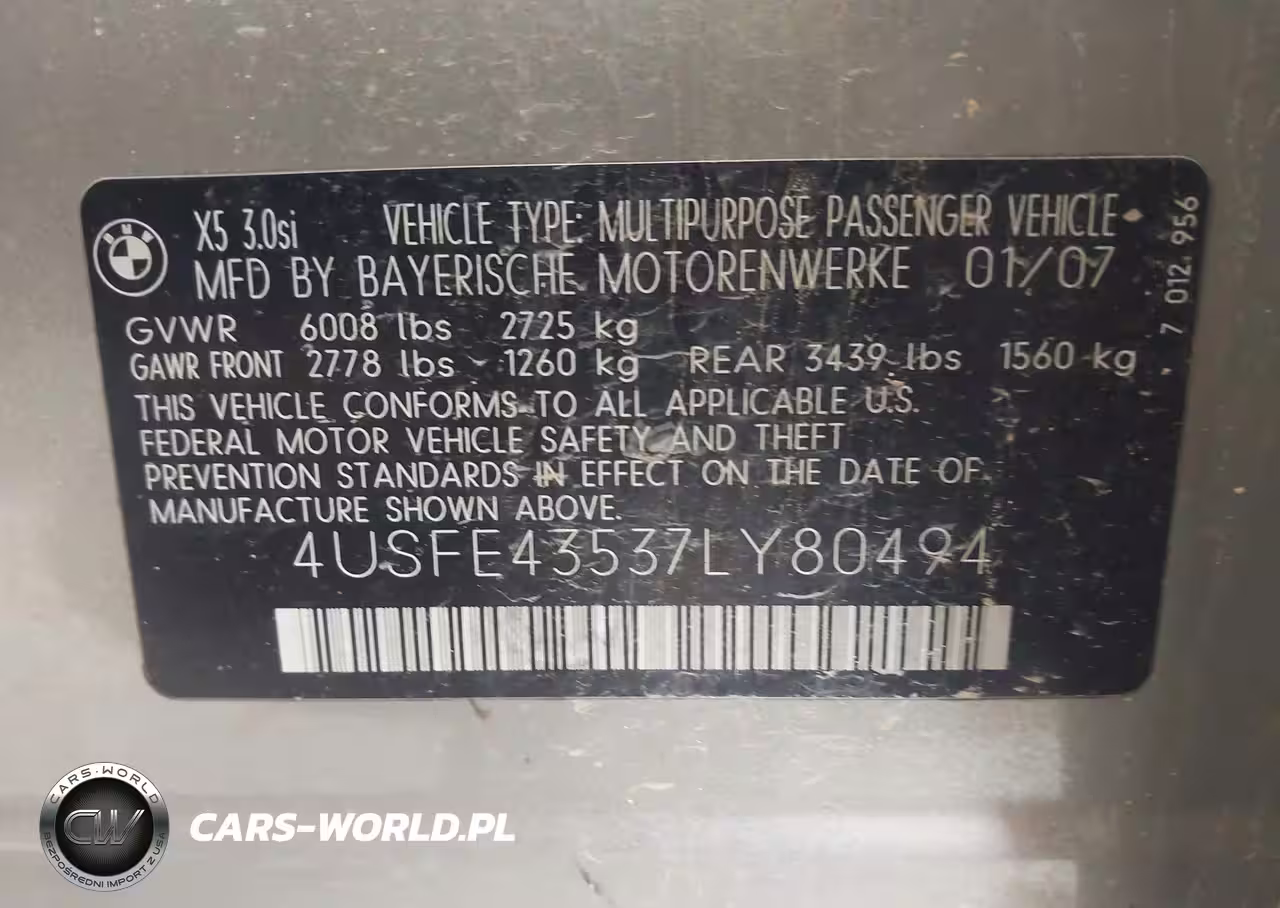 BMW
X5 3.0si VEHICLE TYPE: MULTIPURPOSE PASSENGER VEHICLE
MFD BY BAYERISCHE MOTORENWERKE 01/07
7 012 956
GVWR 6008 lbs 2725 kg
GAWR FRONT 2778 lbs 1260 kg REAR 3439 lbs 1560 kg
THIS VEHICLE CONFORMS TO ALL APPLICABLE U.S.
FEDERAL MOTOR VEHICLE SAFETY AND THEFT
PREVENTION STANDARDS IN EFFECT ON THE DATE OF
MANUFACTURE SHOWN ABOVE.
4USFE43537LY80494
CARS-WORLD
CW
BEZPOŚREDNI IMPORT Z USA
CARS-WORLD.PL